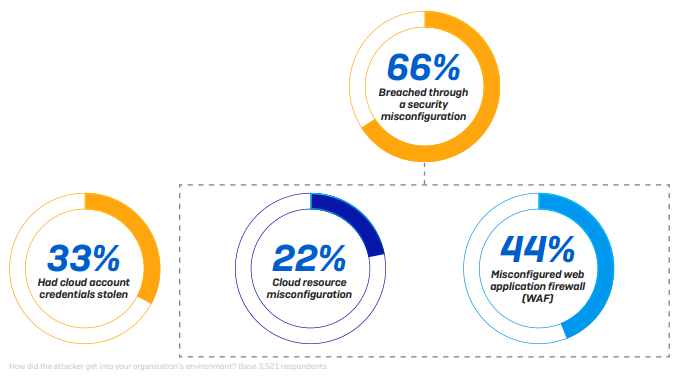 66%
Breached through
a security
misconfiguration
33%
Had cloud account
credentials stolen
22%
Cloud resource
misconfiguration
44%
Misconfigured web
application firewall
(WAF)
How did the attacker get into your organization's environment? Base 3,521 respondents